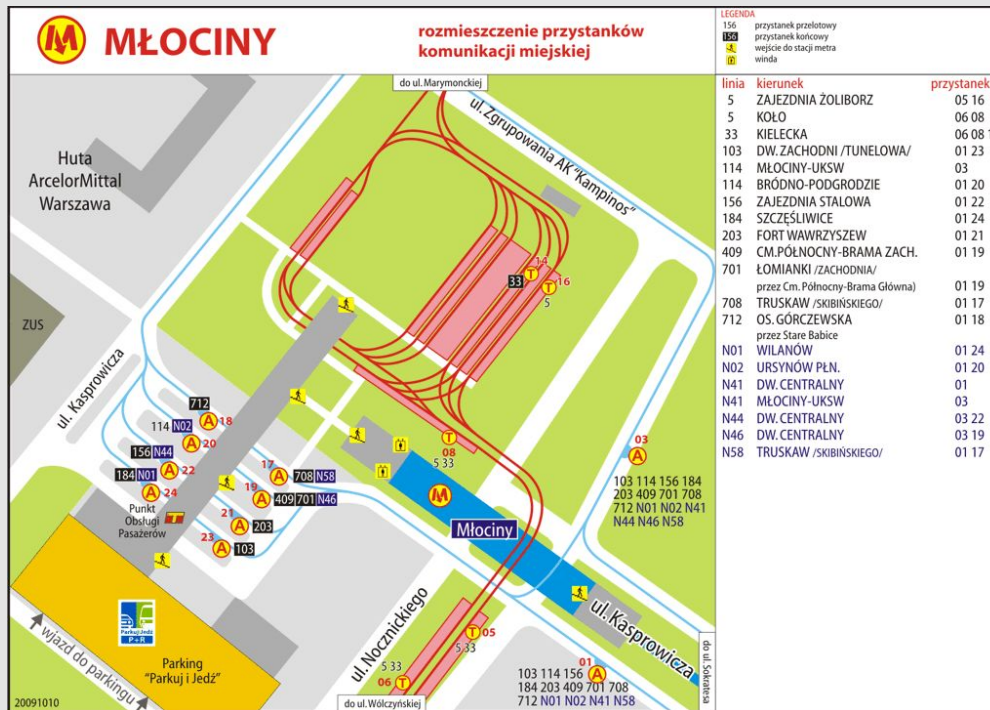 M MŁOCINY
rozmieszczenie przystanków
komunikacji miejskiej
LEGENDA
156 przystanek przelotowy
156 przystanek końcowy
wejście do stacji metra
winda
linia kierunek przystanek
5 ZAJEZDNIA ŻOLIBORZ 05 16
5 KOŁO 06 08
33 KIELECKA 06 08 1
103 DW. ZACHODNI /TUNELOWA/ 01 23
114 MŁOCINY-UKSW 03
114 BRÓDNO-PODGRODZIE 01 20
156 ZAJEZDNIA STALOWA 01 22
184 SZCZĘŚLIWICE 01 24
203 FORT WAWRZYSZEW 01 21
409 CM.PÓŁNOCNY-BRAMA ZACH. 01 19
701 ŁOMIANKI /ZACHODNIA/
przez Cm. Północny-Brama Główna) 01 19
708 TRUSKAW /SKIBIŃSKIEGO/ 01 17
712 OS. GÓRCZEWSKA 01 18
przez Stare Babice
N01 WILANÓW 01 24
N02 URSYNÓW PŁN. 01 20
N41 DW. CENTRALNY 01
N41 MŁOCINY-UKSW 03
N44 DW. CENTRALNY 03 22
N46 DW. CENTRALNY 03 19
N58 TRUSKAW /SKIBIŃSKIEGO/ 01 17
do ul. Marymonckiej
ul. Zgrupowania AK "Kampinos"
Huta
ArcelorMittal
Warszawa
14
33 T
16
T
5
ZUS
ul. Kasprowicza
712
A 18
114 N02
A 20
156 N44
A 22
184 N01
A 24
Punkt
Obsługi
Pasażerów
17
A 708 N58
19
A 409 701 N46
21
A 203
23
A 103
T
08
5 33
M
Młociny
03
A
103 114 156 184
203 409 701 708
712 N01 N02 N41
N44 N46 N58
Parkuj i Jedź
P+R
Parking
"Parkuj i Jedź"
wjazd do parkingu
ul. Nocznickiego
T 05
5 33
5 33
06 T
do ul. Wólczyńskiej
ul. Kasprowicza
do ul. Sokratesa
01
A
103 114 156
184 203 409 701 708
712 N01 N02 N41 N58
20091010